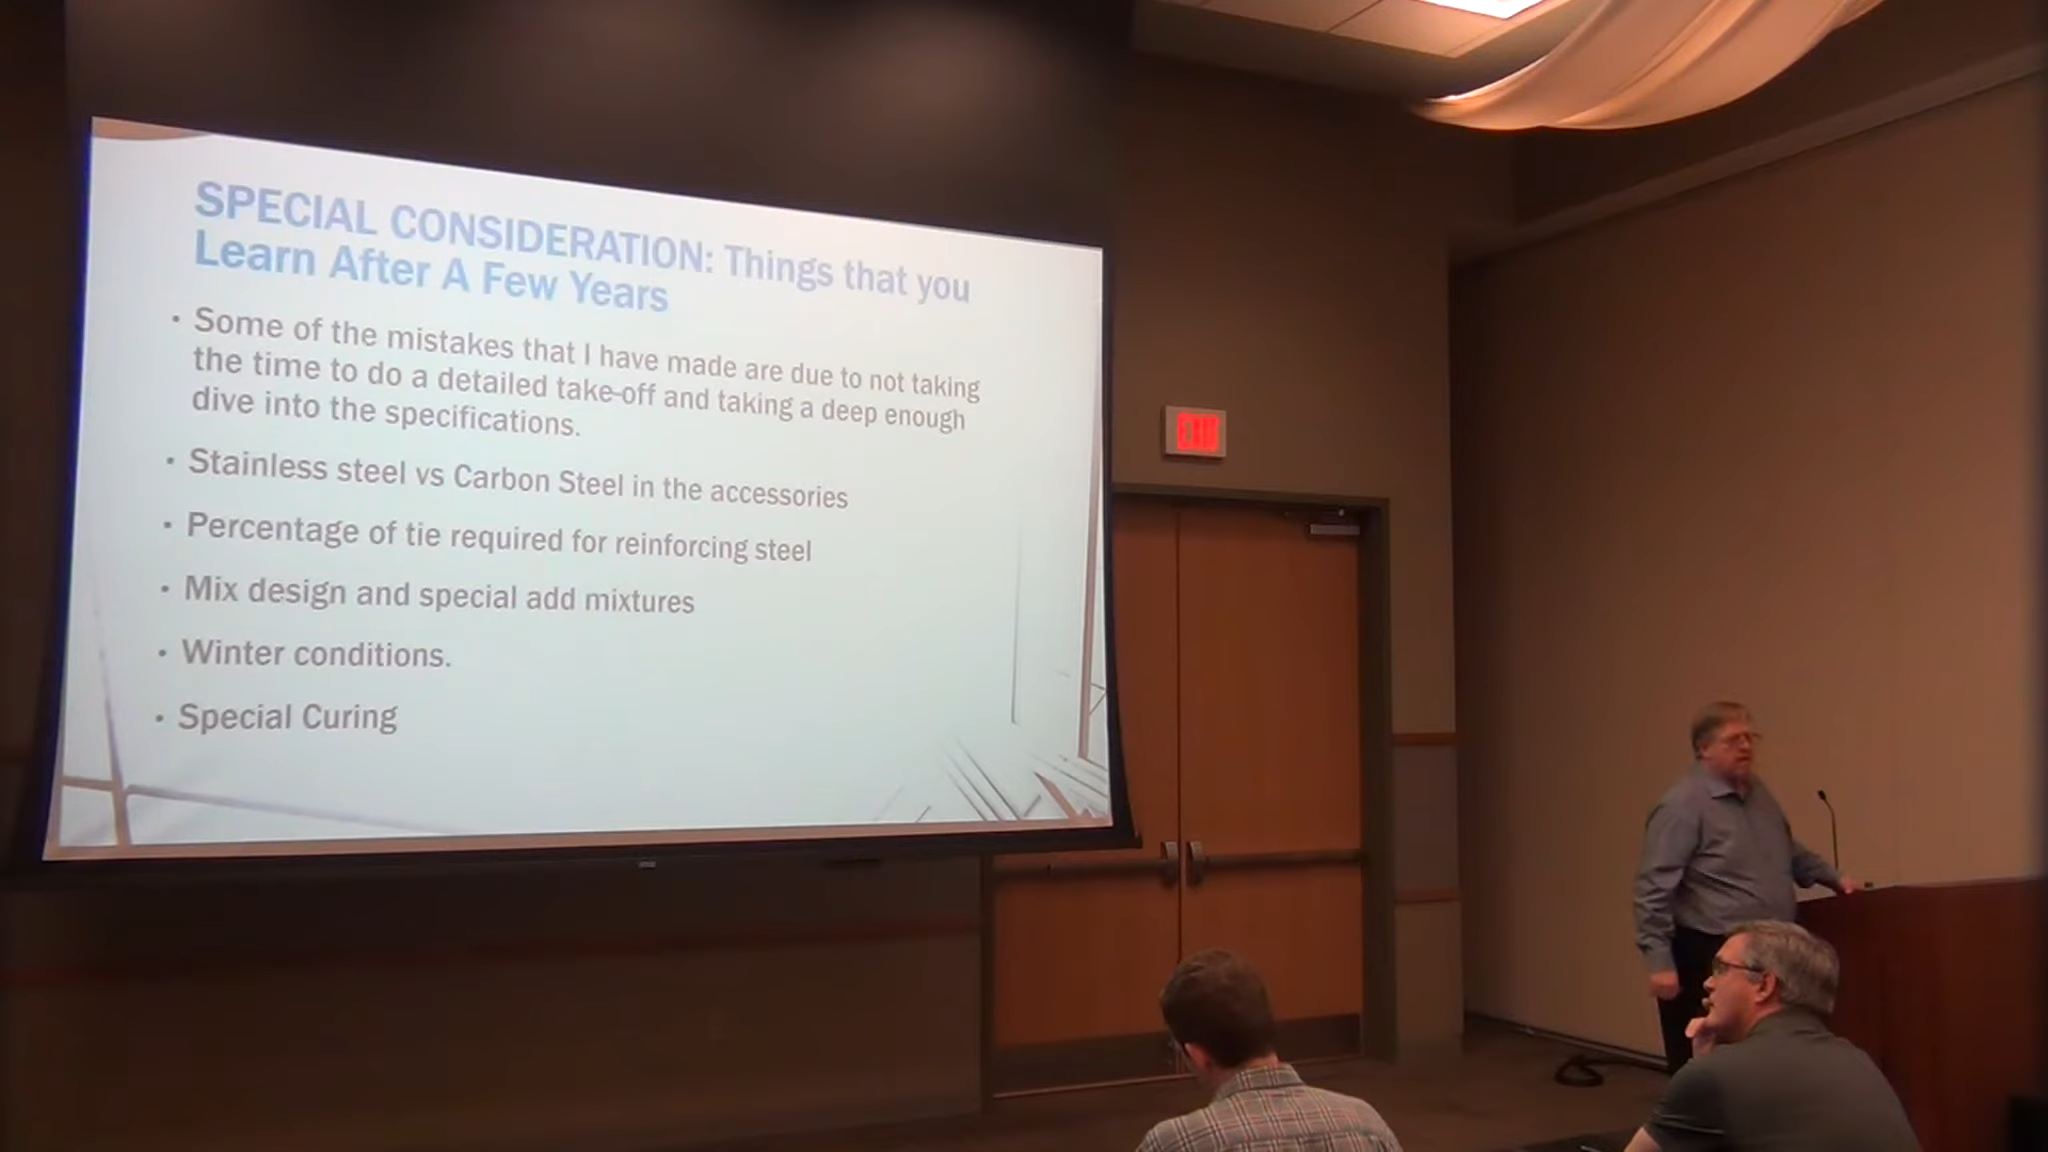 SPECIAL CONSIDERATION: Things that you
Learn After A Few Years
• Some of the mistakes that I have made are due to not taking
the time to do a detailed take-off and taking a deep enough
dive into the specifications.
• Stainless steel vs Carbon Steel in the accessories
• Percentage of tie required for reinforcing steel
• Mix design and special add mixtures
• Winter conditions.
• Special Curing
EXIT